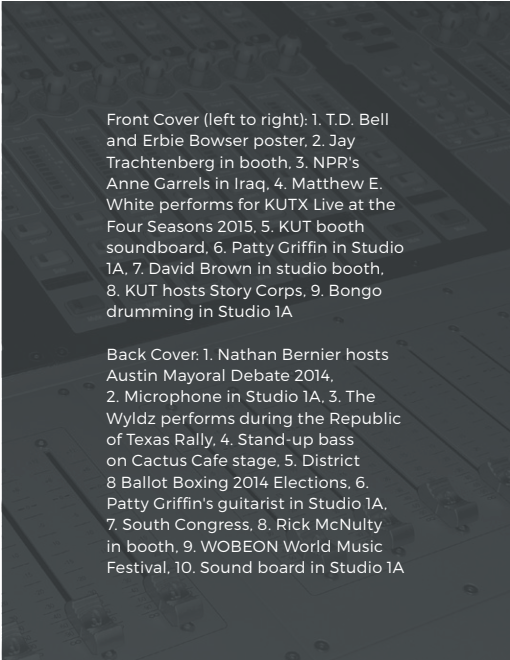 Front Cover (left to right): 1. T.D. Bell
and Erbie Bowser poster, 2. Jay
Trachtenberg in booth, 3. NPR's
Anne Garrels in Iraq, 4. Matthew E.
White performs for KUTX Live at the
Four Seasons 2015, 5. KUT booth
soundboard, 6. Patty Griffin in Studio
1A, 7. David Brown in studio booth,
8. KUT hosts Story Corps, 9. Bongo
drumming in Studio 1A
Back Cover: 1. Nathan Bernier hosts
Austin Mayoral Debate 2014,
2. Microphone in Studio 1A, 3. The
Wyldz performs during the Republic
of Texas Rally, 4. Stand-up bass
on Cactus Cafe stage, 5. District
8 Ballot Boxing 2014 Elections, 6.
Patty Griffin's guitarist in Studio 1A,
7. South Congress, 8. Rick McNulty
in booth, 9. WOBEON World Music
Festival, 10. Sound board in Studio 1A